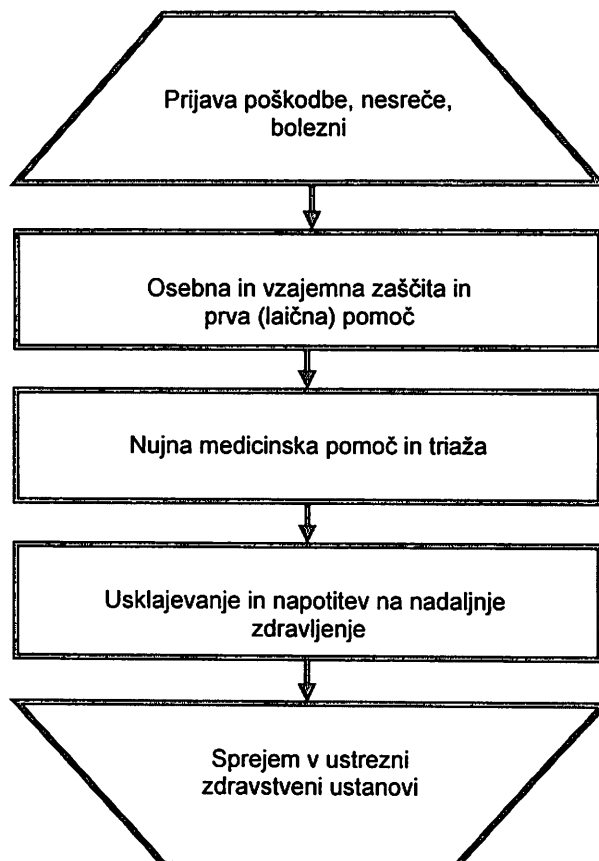 Prijava poškodbe, nesreče,
bolezni
Osebna in vzajemna zaščita in
prva (laična) pomoč
Nujna medicinska pomoč in triaža
Usklajevanje in napotitev na nadaljnje
zdravljenje
Sprejem v ustrezni
zdravstveni ustanovi